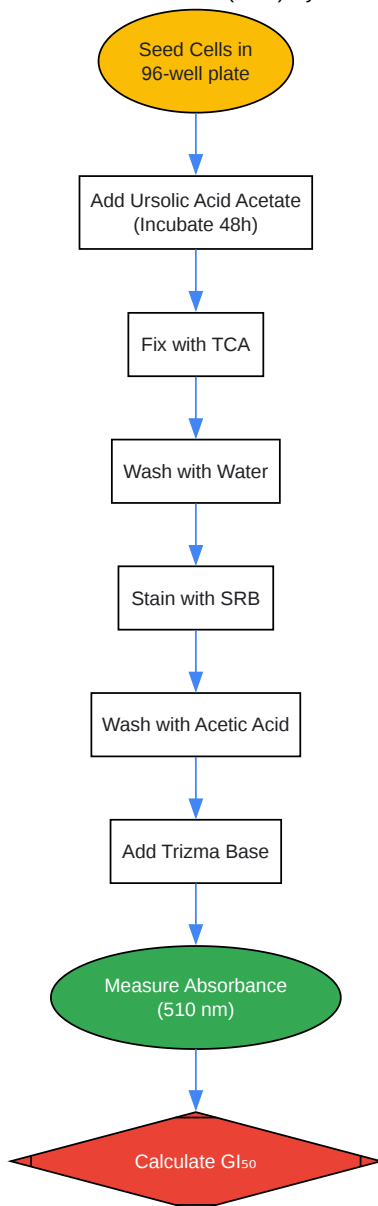 Seed Cells in
96-well plate
Add Ursolic Acid Acetate
(Incubate 48h)
Fix with TCA
Wash with Water
Stain with SRB
Wash with Acetic Acid
Add Trizma Base
Measure Absorbance
(510 nm)
Calculate GI₅₀